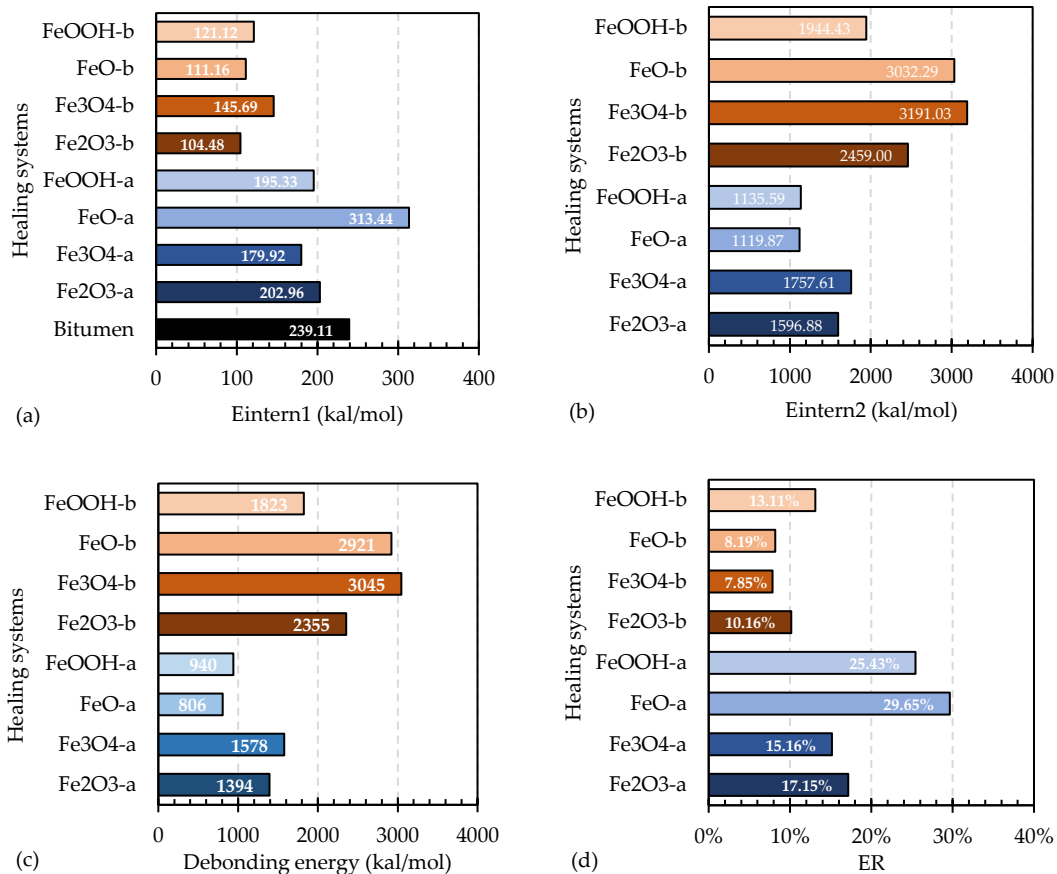 Healing systems
FeOOH-b
121.12
FeO-b
111.16
Fe3O4-b
145.69
Fe2O3-b
104.48
FeOOH-a
195.33
FeO-a
313.44
Fe3O4-a
179.92
Fe2O3-a
202.96
Bitumen
239.11
0 100 200 300 400
(a) Eintern1 (kal/mol)
Healing systems
FeOOH-b
1944.43
FeO-b
3032.29
Fe3O4-b
3191.03
Fe2O3-b
2459.00
FeOOH-a
1135.59
FeO-a
1119.87
Fe3O4-a
1757.61
Fe2O3-a
1596.88
0 1000 2000 3000 4000
(b) Eintern2 (kal/mol)
Healing systems
FeOOH-b
1823
FeO-b
2921
Fe3O4-b
3045
Fe2O3-b
2355
FeOOH-a
940
FeO-a
806
Fe3O4-a
1578
Fe2O3-a
1394
0 1000 2000 3000 4000
(c) Debonding energy (kal/mol)
Healing systems
FeOOH-b
13.11%
FeO-b
8.19%
Fe3O4-b
7.85%
Fe2O3-b
10.16%
FeOOH-a
25.43%
FeO-a
29.65%
Fe3O4-a
15.16%
Fe2O3-a
17.15%
0% 10% 20% 30% 40%
(d) ER